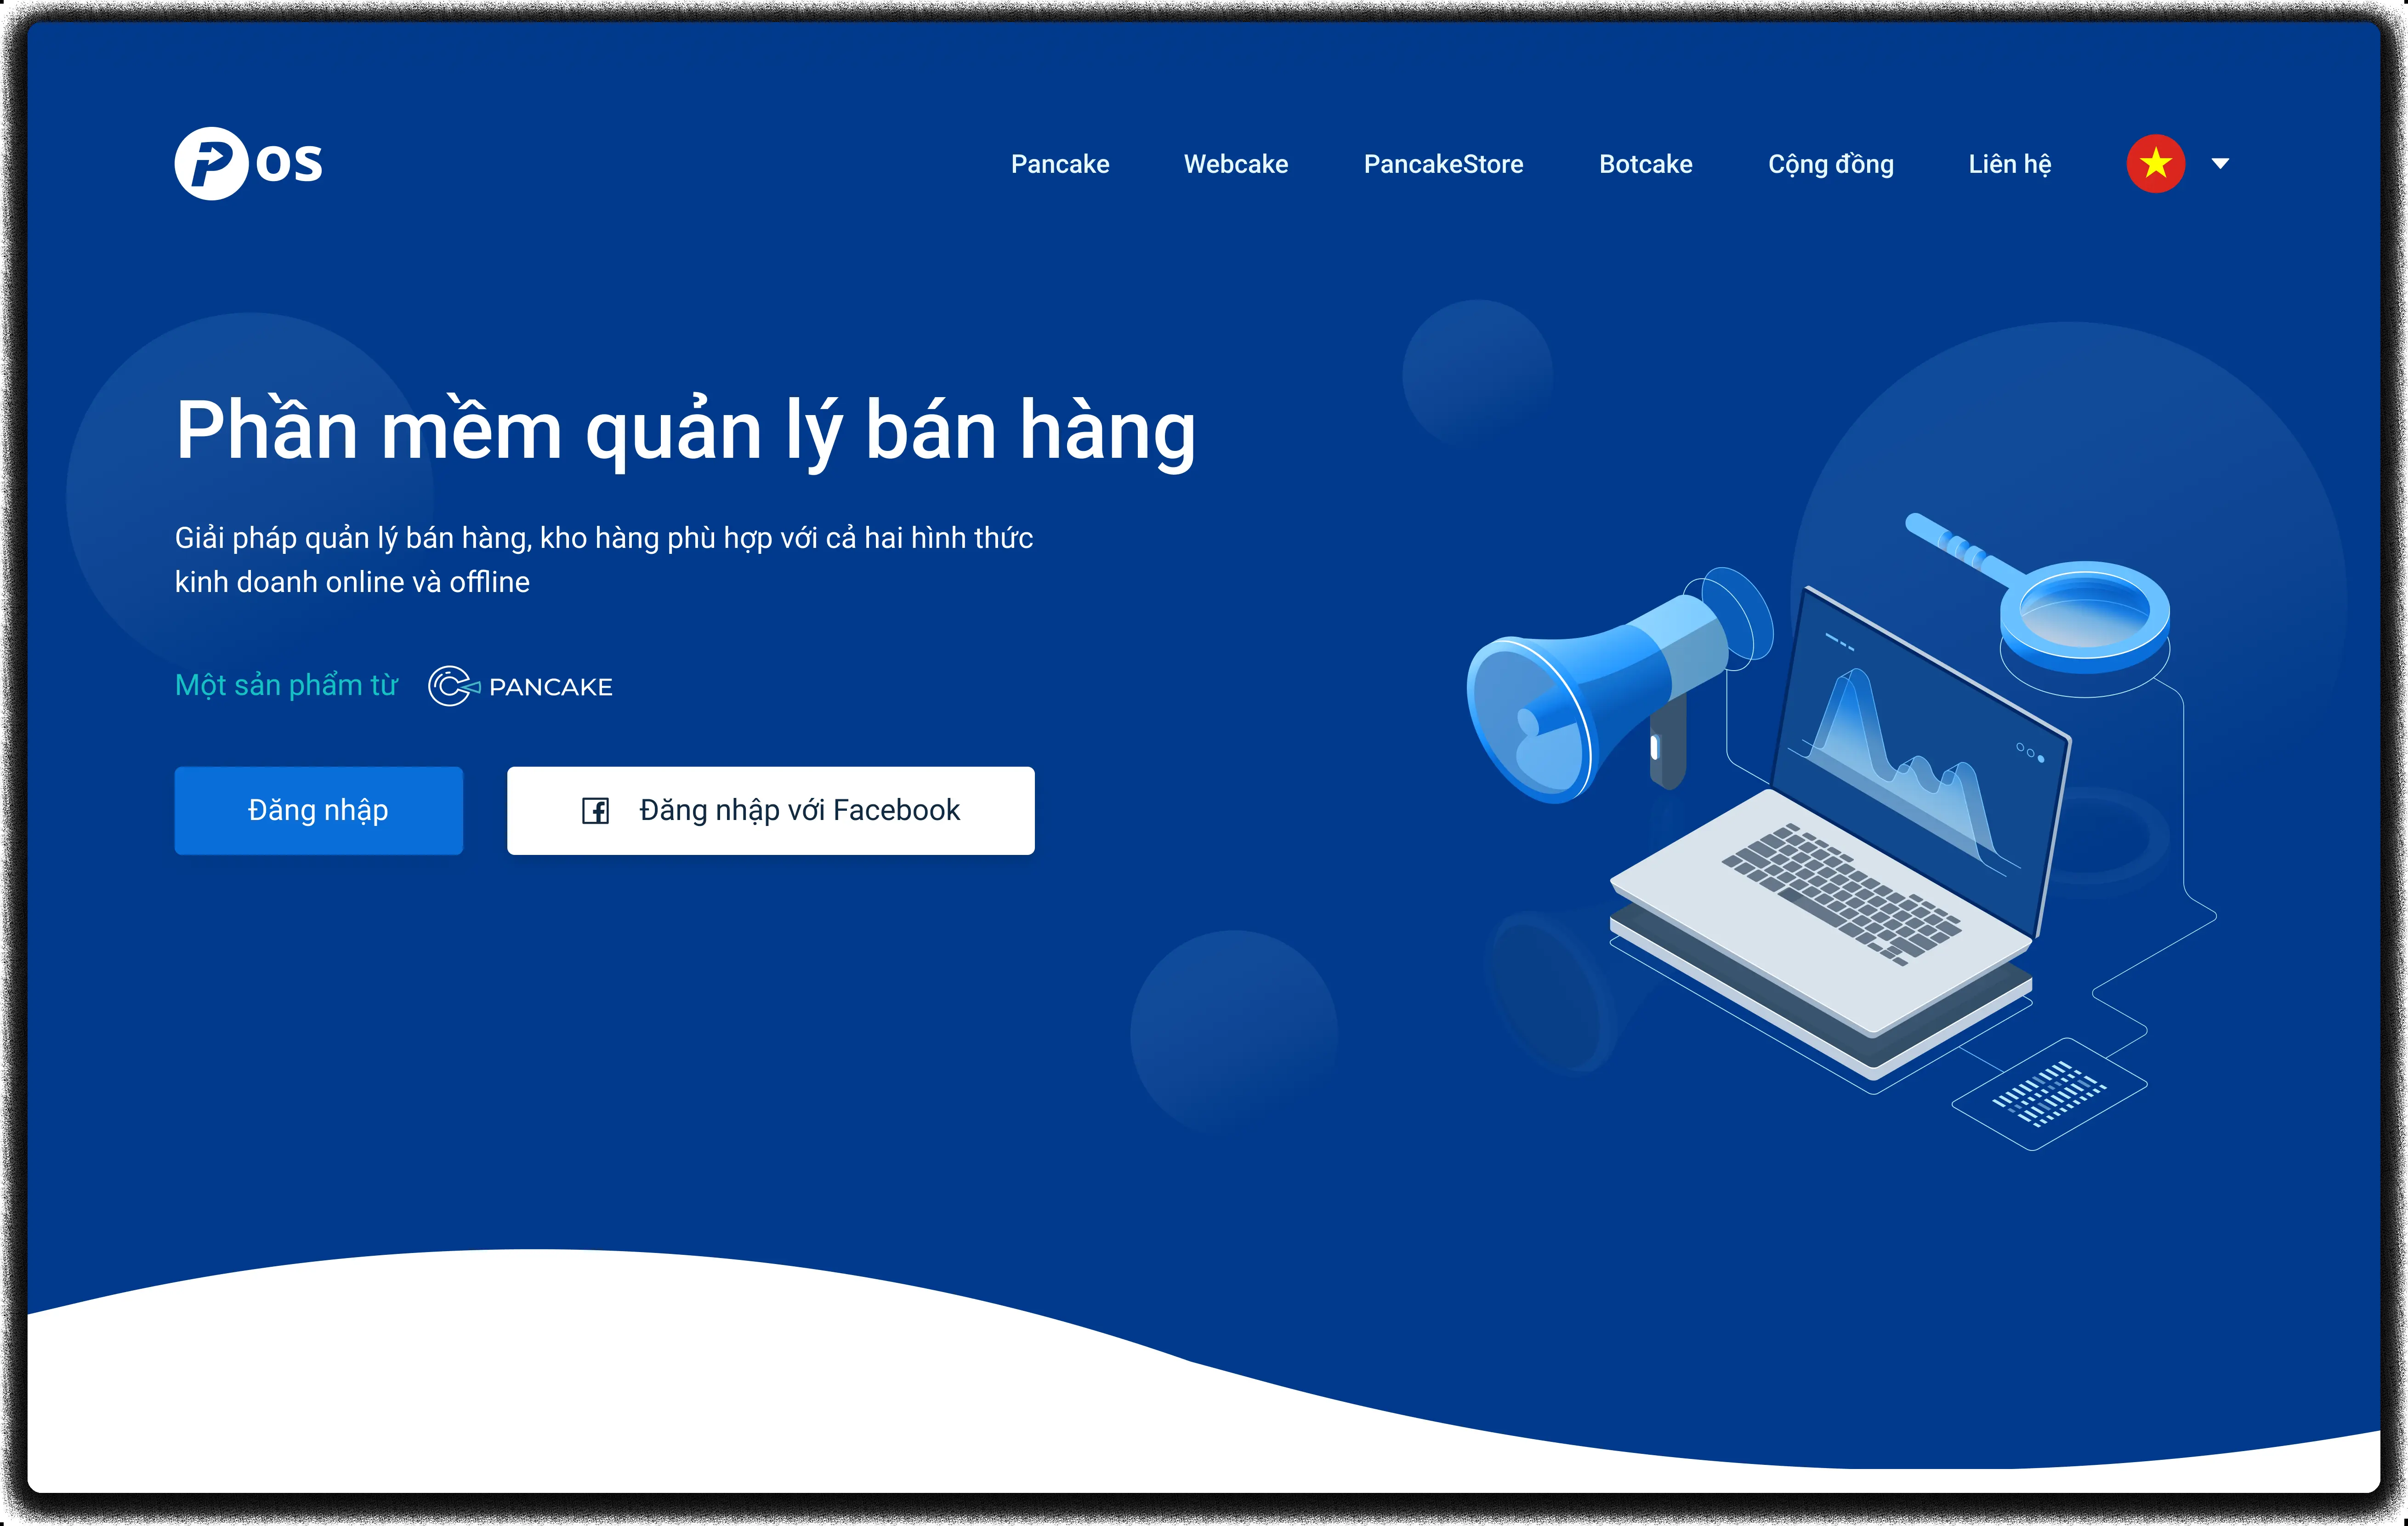 Pos
Pancake Webcake PancakeStore Botcake Cộng đồng Liên hệ
Phần mềm quản lý bán hàng
Giải pháp quản lý bán hàng, kho hàng phù hợp với cả hai hình thức
kinh doanh online và offline
Một sản phẩm từ PANCAKE
Đăng nhập
Đăng nhập với Facebook